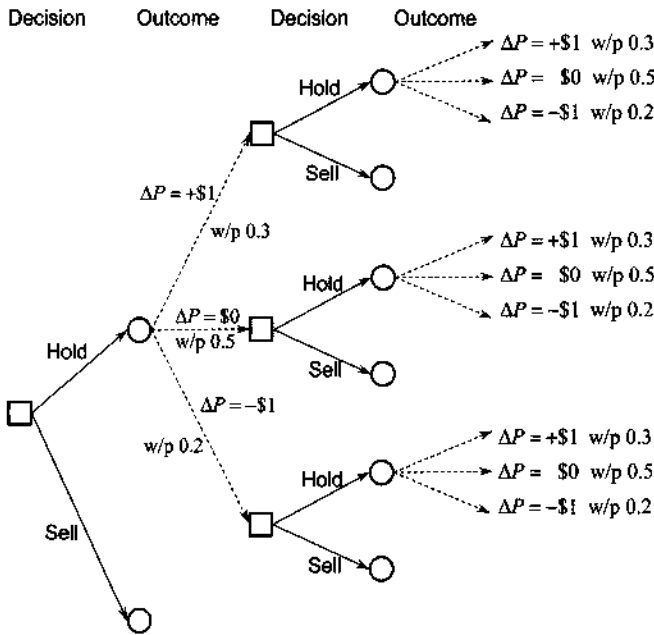 Decision Outcome Decision Outcome
ΔP = +$1 w/p 0.3
Hold
ΔP = $0 w/p 0.5
ΔP = −$1 w/p 0.2
Sell
ΔP = +$1
w/p 0.3
ΔP = +$1 w/p 0.3
Hold
ΔP = $0 w/p 0.5
ΔP = −$1 w/p 0.2
ΔP = $0
w/p 0.5
Hold
Sell
ΔP = −$1
w/p 0.2
ΔP = +$1 w/p 0.3
Hold
ΔP = $0 w/p 0.5
ΔP = −$1 w/p 0.2
Sell
Sell